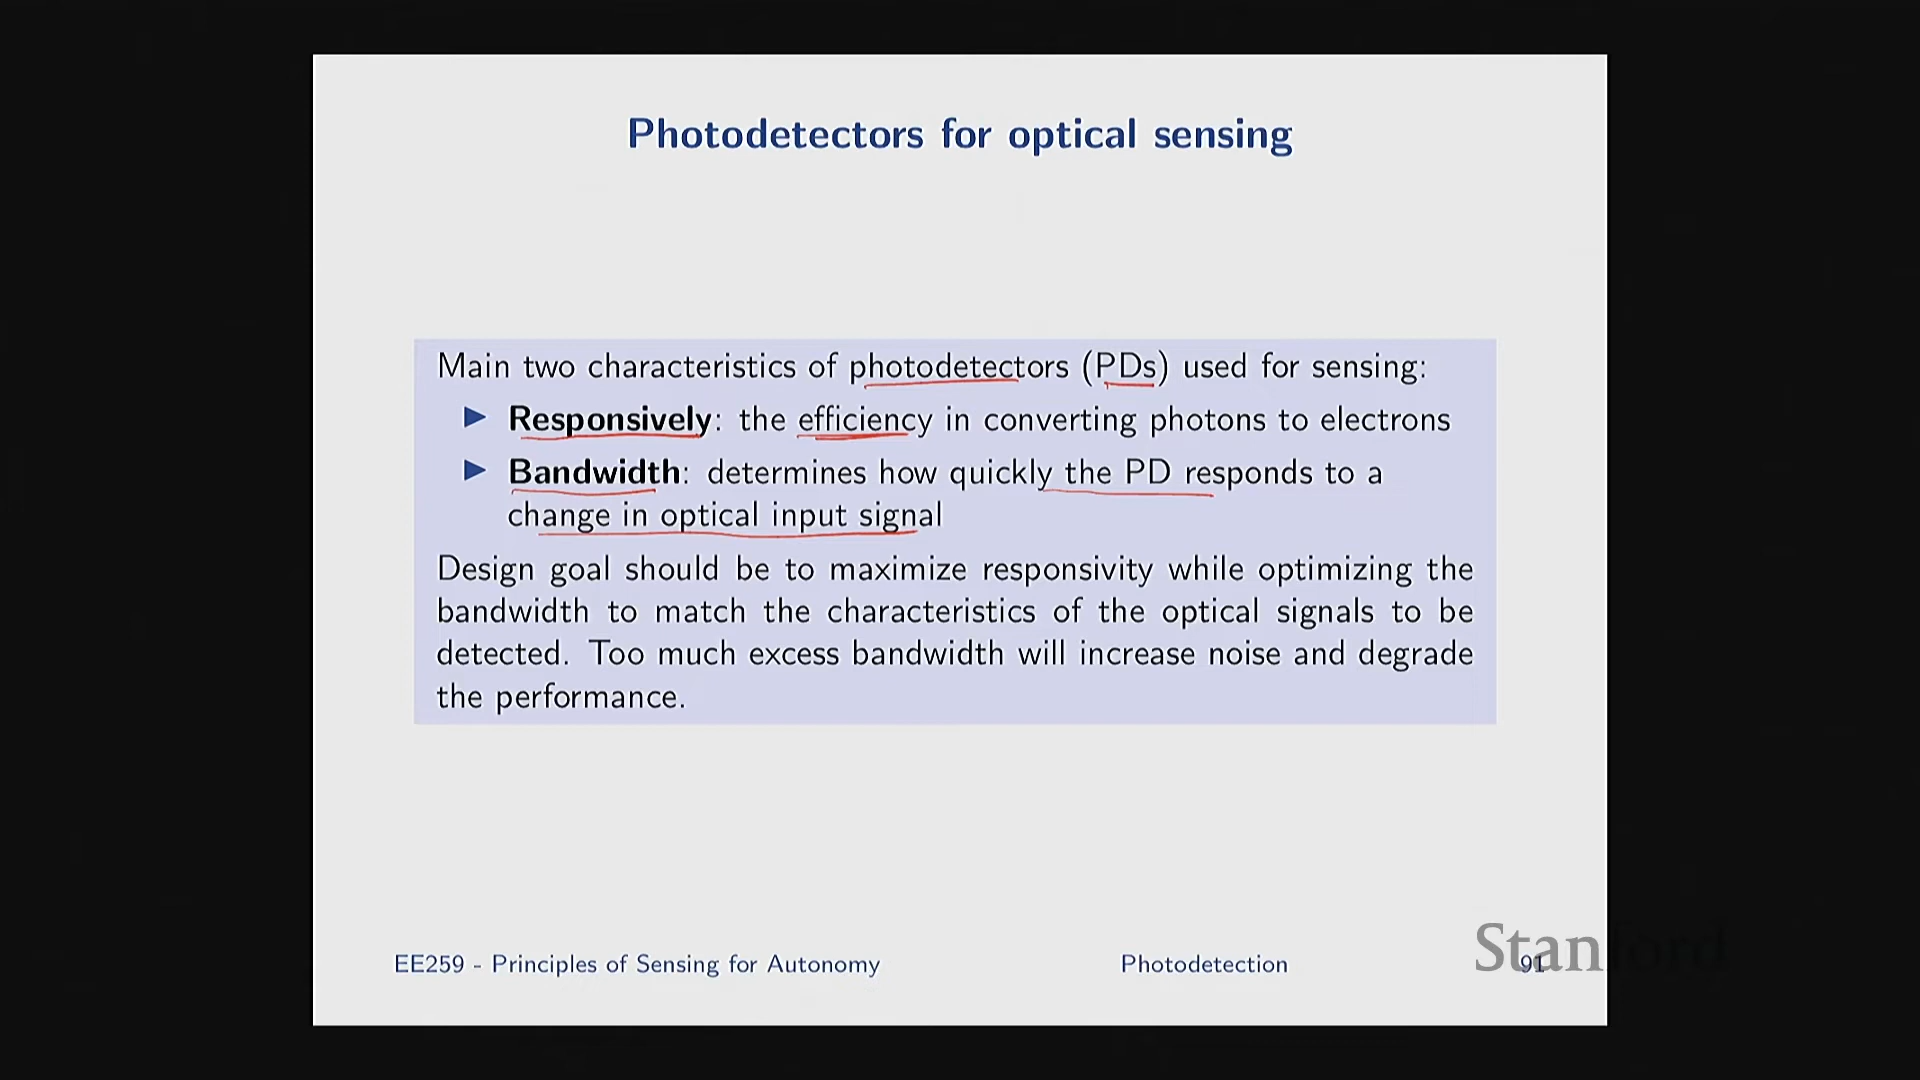 Photodetectors for optical sensing
Main two characteristics of photodetectors (PDs) used for sensing:
▶ Responsively: the efficiency in converting photons to electrons
▶ Bandwidth: determines how quickly the PD responds to a
change in optical input signal
Design goal should be to maximize responsivity while optimizing the
bandwidth to match the characteristics of the optical signals to be
detected. Too much excess bandwidth will increase noise and degrade
the performance.
EE259 - Principles of Sensing for Autonomy Photodetection 91
Stanford